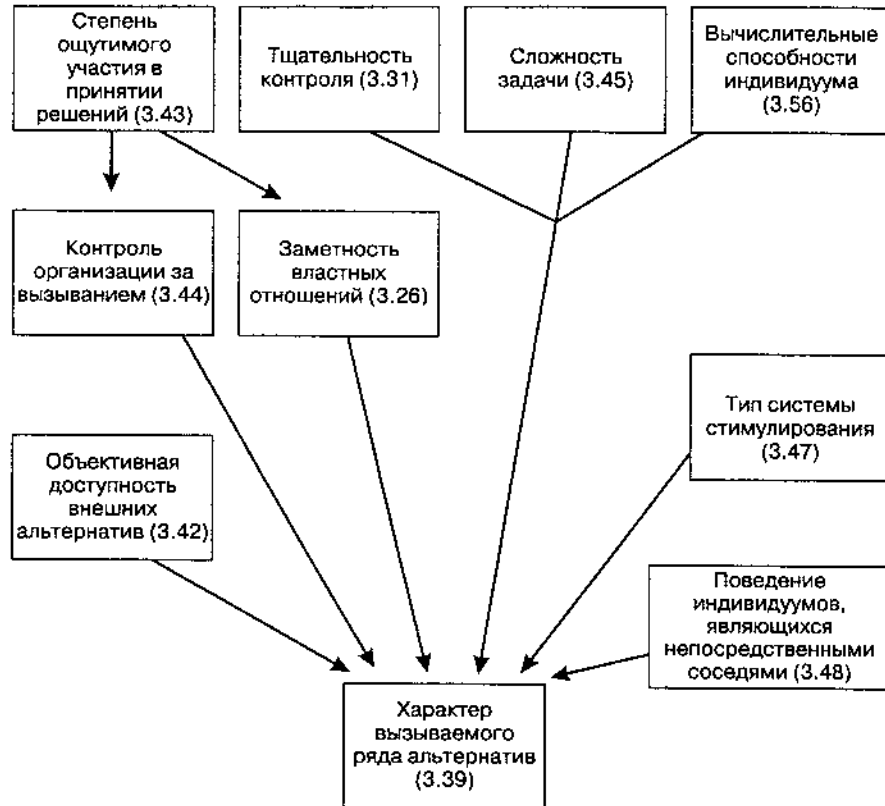 Степень
ощутимого
участия в
принятии
решений (3.43)
Тщательность
контроля (3.31)
Сложность
задачи (3.45)
Вычислительные
способности
индивидуума
(3.56)
Контроль
организации за
вызыванием (3.44)
Заметность
властных
отношений (3.26)
Тип системы
стимулирования
(3.47)
Объективная
доступность
внешних
альтернатив (3.42)
Поведение
индивидуумов,
являющихся
непосредственными
соседями (3.48)
Характер
вызываемого
ряда альтернатив
(3.39)